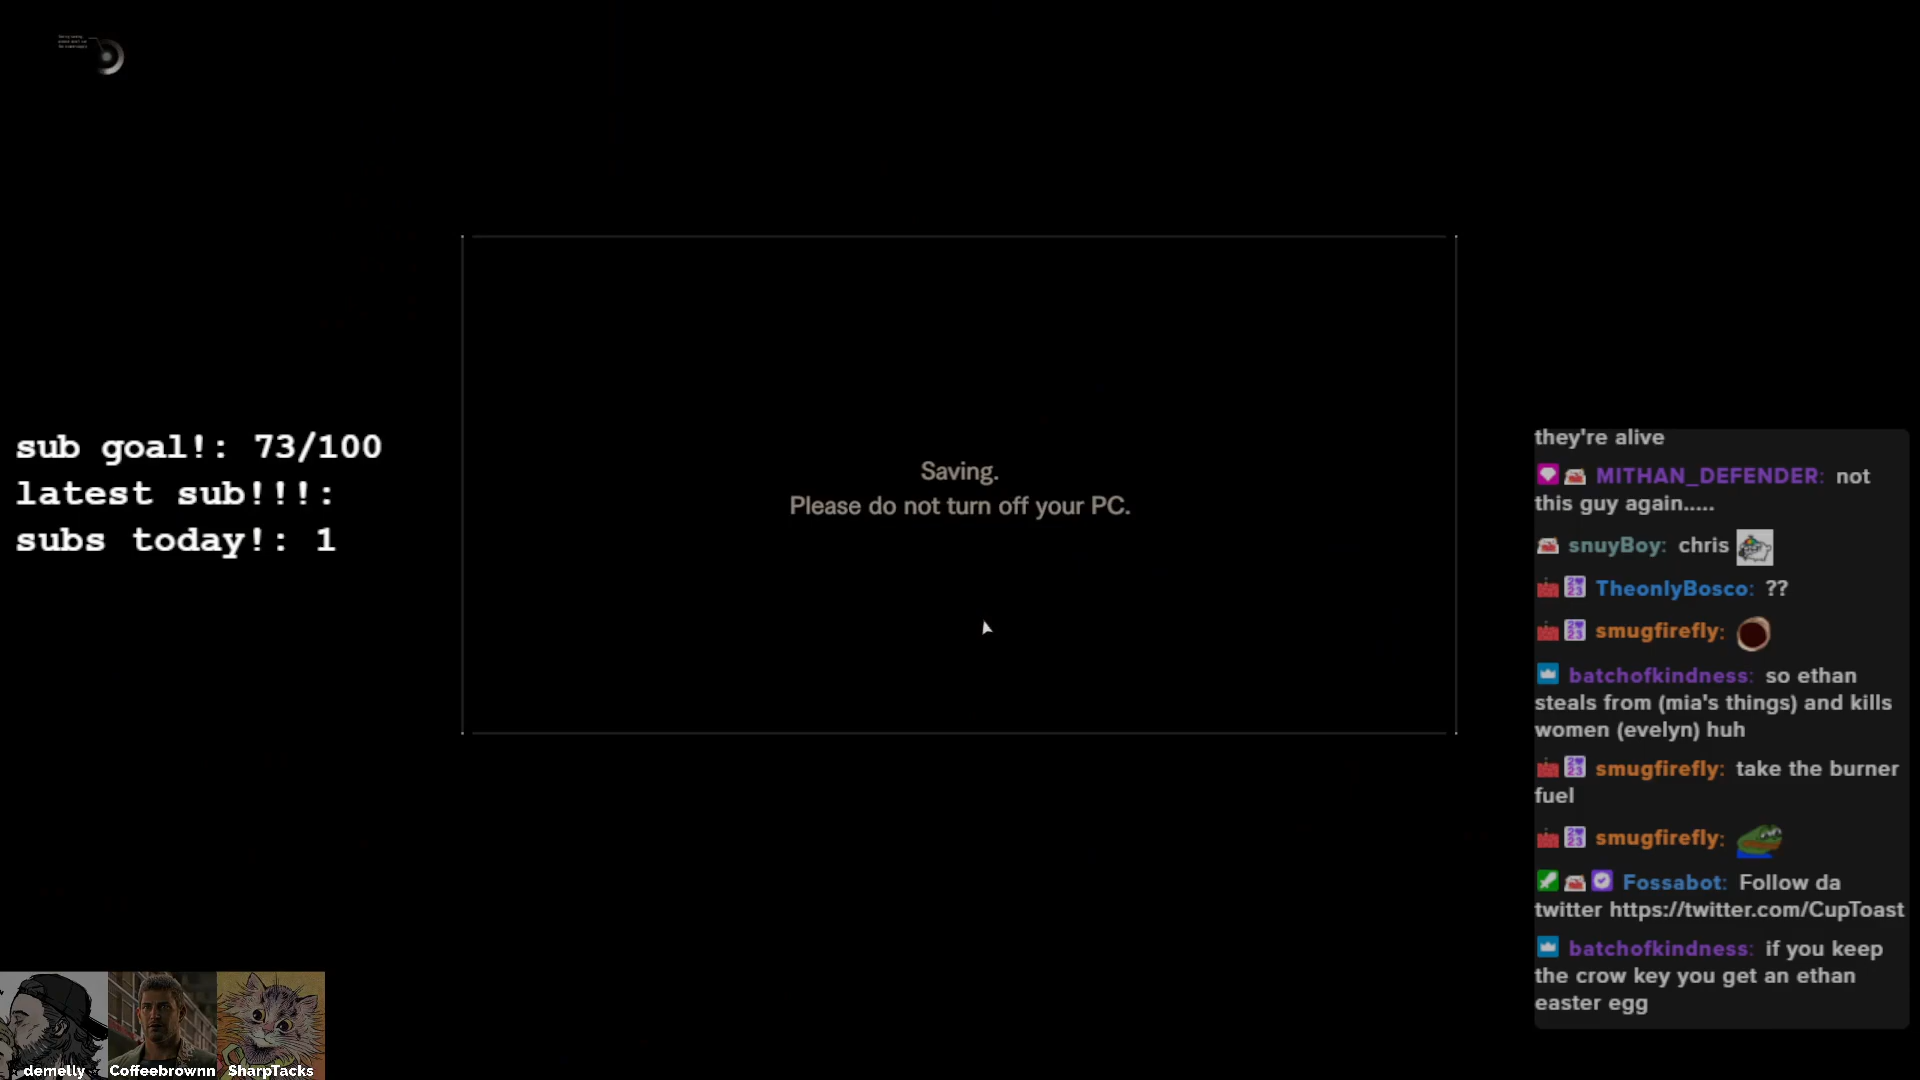 sub goal!: 73/100
latest sub!!!:
subs today!: 1
Saving.
Please do not turn off your PC.
they're alive
MITHAN_DEFENDER: not
this guy again.....
snuyBoy: chris
TheonlyBosco: ??
smugfirefly:
batchofkindness: so ethan
steals from (mia's things) and kills
women (evelyn) huh
smugfirefly: take the burner
fuel
smugfirefly:
Fossabot: Follow da
twitter https://twitter.com/CupToast
batchofkindness: if you keep
the crow key you get an ethan
easter egg
demelly
Coffeebrownn
SharpTacks